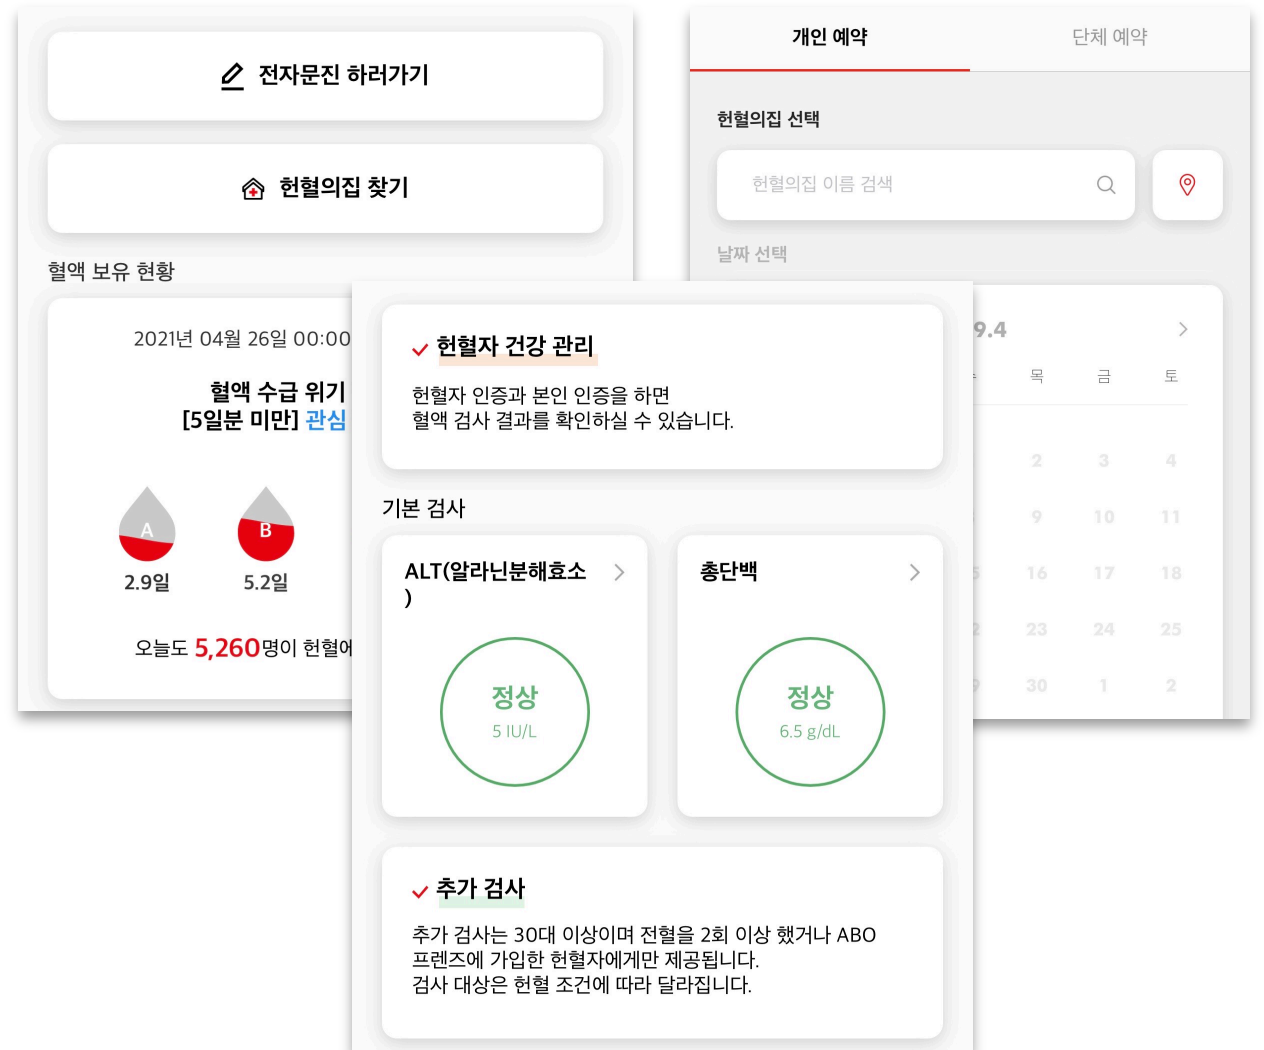 전자문진 하러가기
헌혈의집 찾기
혈액 보유 현황
2021년 04월 26일 00:00
혈액 수급 위기
[5일분 미만] 관심
A
B
2.9일
5.2일
오늘도 5,260명이 헌혈에
개인 예약
단체 예약
헌혈의집 선택
헌혈의집 이름 검색
날짜 선택
9.4
목 금 토
2 3 4
9 10 11
16 17 18
23 24 25
30 1 2
헌혈자 건강 관리
헌혈자 인증과 본인 인증을 하면
혈액 검사 결과를 확인하실 수 있습니다.
기본 검사
ALT(알라닌분해효소
)
정상
5 IU/L
총단백
정상
6.5 g/dL
추가 검사
추가 검사는 30대 이상이며 전혈을 2회 이상 했거나 ABO
프렌즈에 가입한 헌혈자에게만 제공됩니다.
검사 대상은 헌혈 조건에 따라 달라집니다.